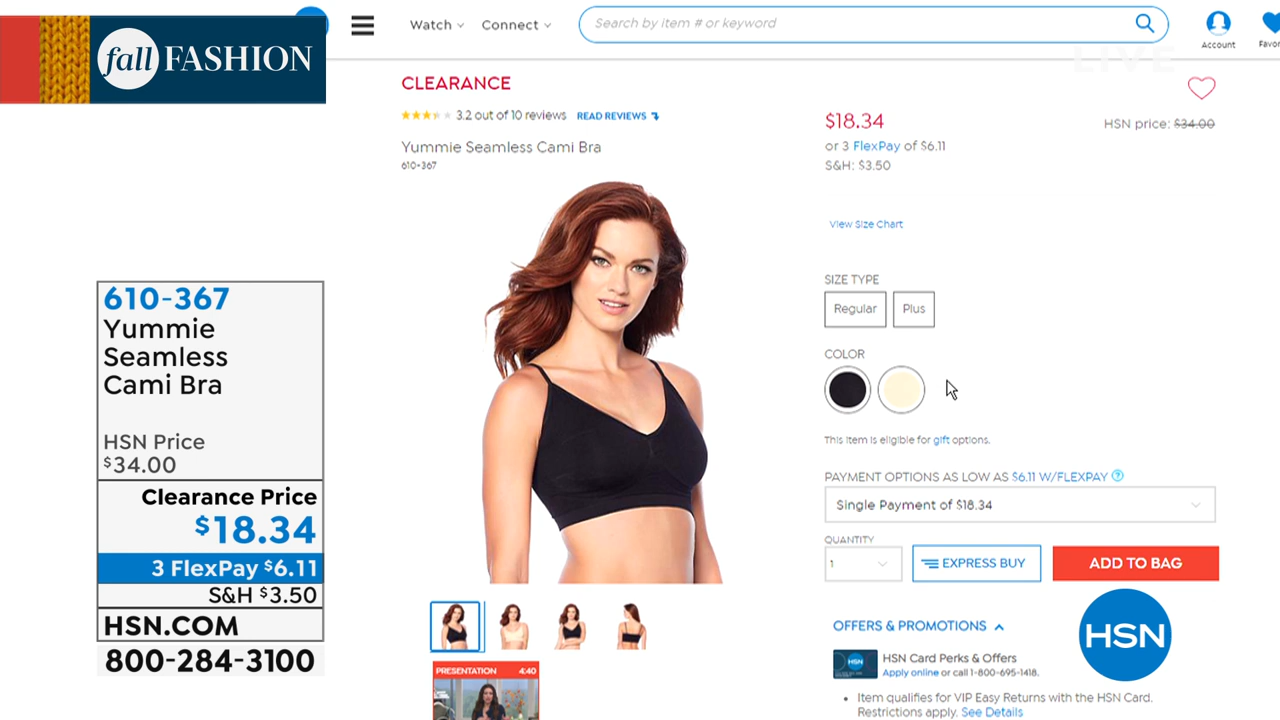 fall FASHION
Watch
Connect
Search by item # or keyword
Account
Favor
LIVE
CLEARANCE
3.2 out of 10 reviews READ REVIEWS
Yummie Seamless Cami Bra
610-367
$18.34
HSN price: $34.00
or 3 FlexPay of $6.11
S&H: $3.50
View Size Chart
SIZE TYPE
Regular Plus
COLOR
This item is eligible for gift options.
PAYMENT OPTIONS AS LOW AS $6.11 W/FLEXPAY ?
Single Payment of $18.34
QUANTITY
1
EXPRESS BUY
ADD TO BAG
OFFERS & PROMOTIONS
HSN
HSN Card Perks & Offers
Apply online or call 1-800-695-1418.
• Item qualifies for VIP Easy Returns with the HSN Card.
Restrictions apply. See Details
HSN
PRESENTATION 4:40
610-367
Yummie
Seamless
Cami Bra
HSN Price
$34.00
Clearance Price
$18.34
3 FlexPay $6.11
S&H $3.50
HSN.COM
800-284-3100